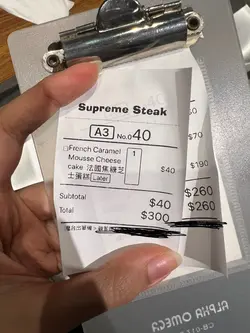 Supreme Steak
A3 No.040
French Caramel
Mousse Cheese 1
cake 法國焦糖芝 $40
士蛋糕 Later
Subtotal $40
Total $300
$0
$70
$190
$260
$260
ALPHA OMEGA